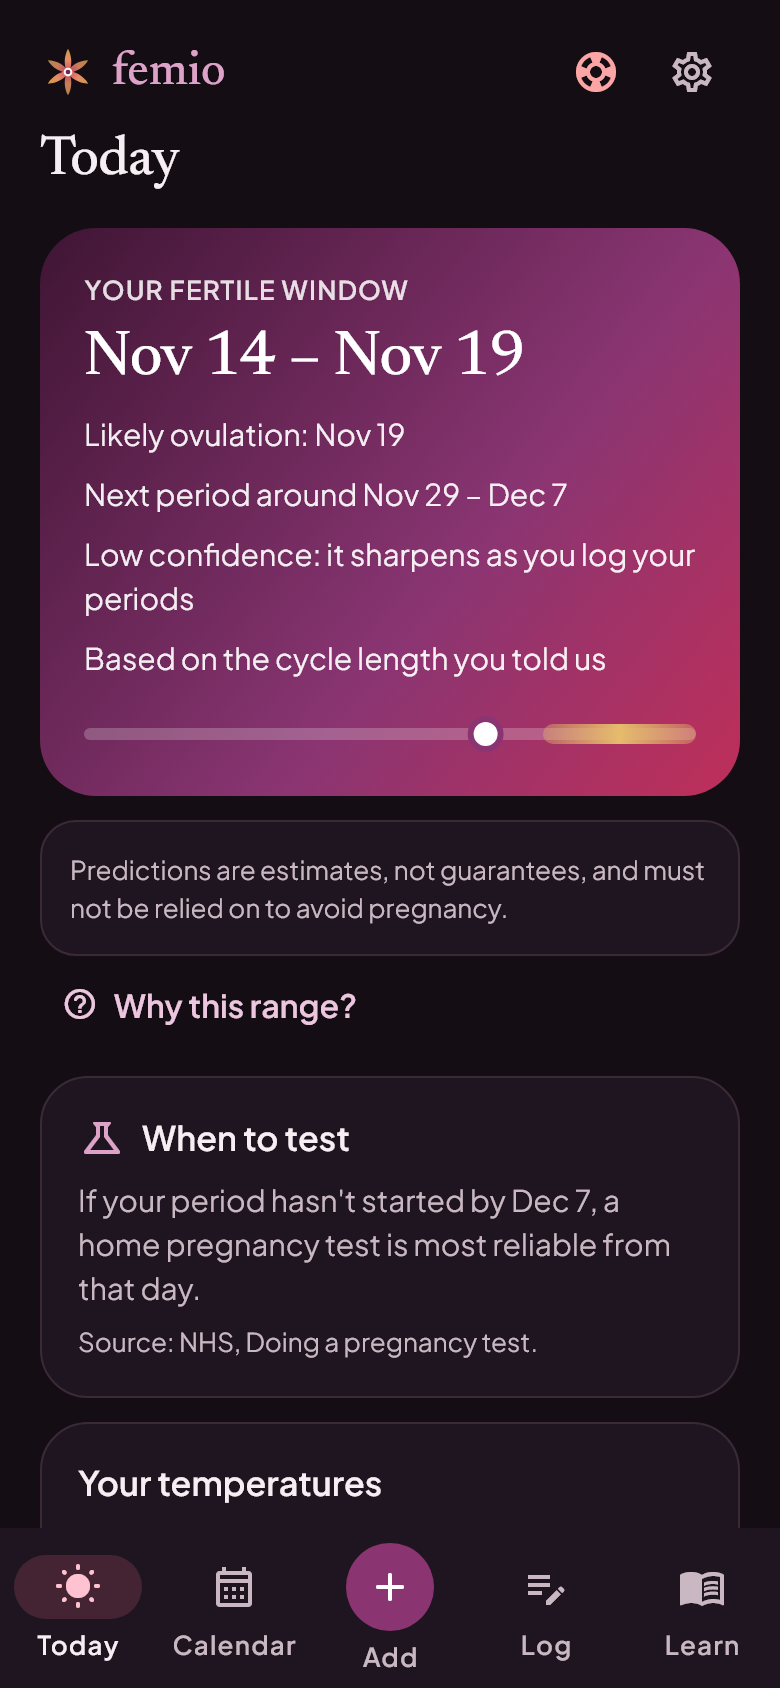 femio
Today
YOUR FERTILE WINDOW
Nov 14 – Nov 19
Likely ovulation: Nov 19
Next period around Nov 29 – Dec 7
Low confidence: it sharpens as you log your
periods
Based on the cycle length you told us
Predictions are estimates, not guarantees, and must
not be relied on to avoid pregnancy.
Why this range?
When to test
If your period hasn't started by Dec 7, a
home pregnancy test is most reliable from
that day.
Source: NHS, Doing a pregnancy test.
Your temperatures
Today
Calendar
Add
Log
Learn